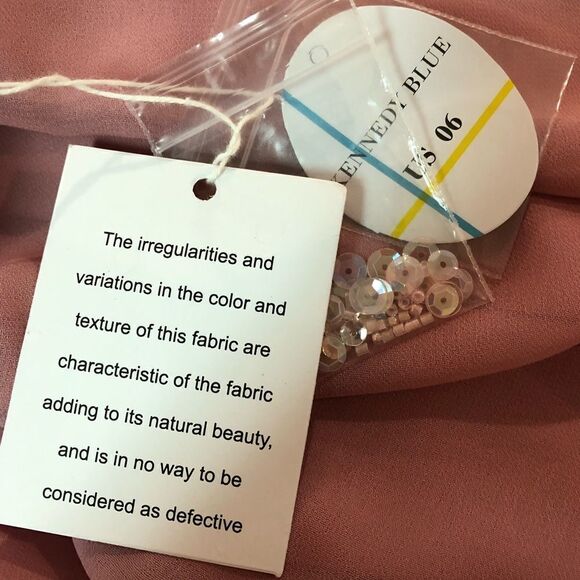 KENNEDY BLUE
US 06
The irregularities and
variations in the color and
texture of this fabric are
characteristic of the fabric
adding to its natural beauty,
and is in no way to be
considered as defective